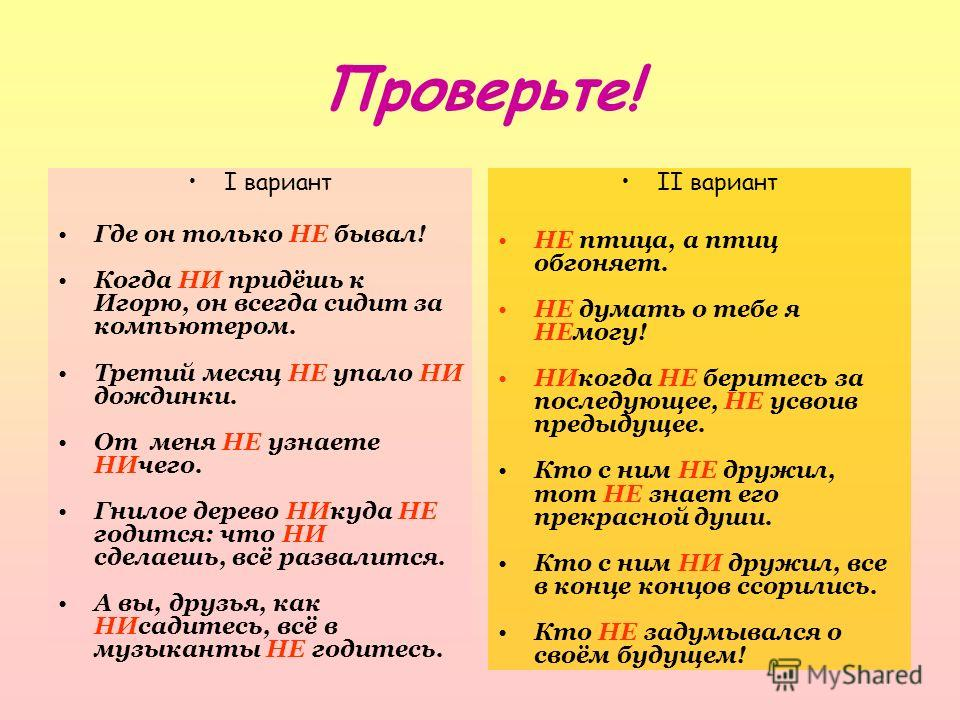 Проверьте!
• I вариант
• Где он только НЕ бывал!
• Когда НИ придёшь к
Игорю, он всегда сидит за
компьютером.
• Третий месяц НЕ упало НИ
дождинки.
• От меня НЕ узнаете
НИчего.
• Гнилое дерево НИкуда НЕ
годится: что НИ
сделаешь, всё развалится.
• А вы, друзья, как
НИсадитесь, всё в
музыканты НЕ годитесь.
• II вариант
• НЕ птица, а птиц
обгоняет.
• НЕ думать о тебе я
НЕмогу!
• НИкогда НЕ беритесь за
последующее, НЕ усвоив
предыдущее.
• Кто с ним НЕ дружил,
тот НЕ знает его
прекрасной души.
• Кто с ним НИ дружил, все
в конце концов ссорились.
• Кто НЕ задумывался о
своём будущем!
MyShared